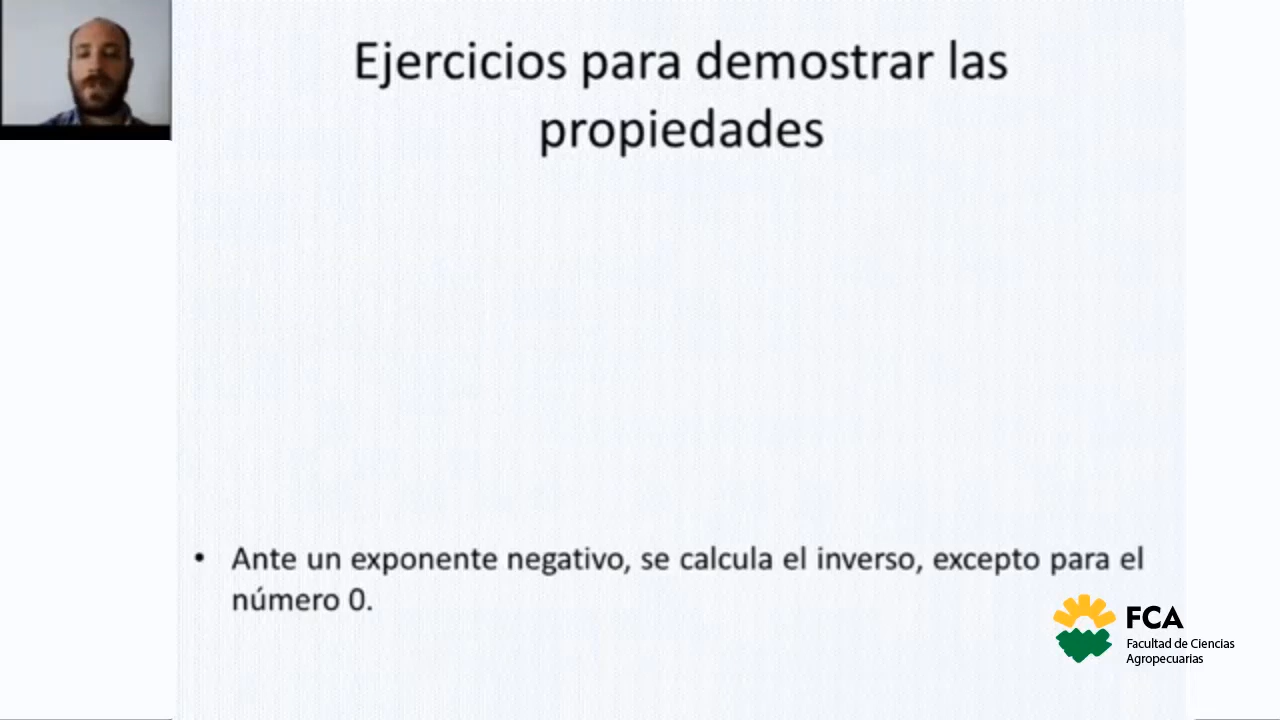 Ejercicios para demostrar las
propiedades
• Ante un exponente negativo, se calcula el inverso, excepto para el
número 0.
FCA
Facultad de Ciencias
Agropecuarias